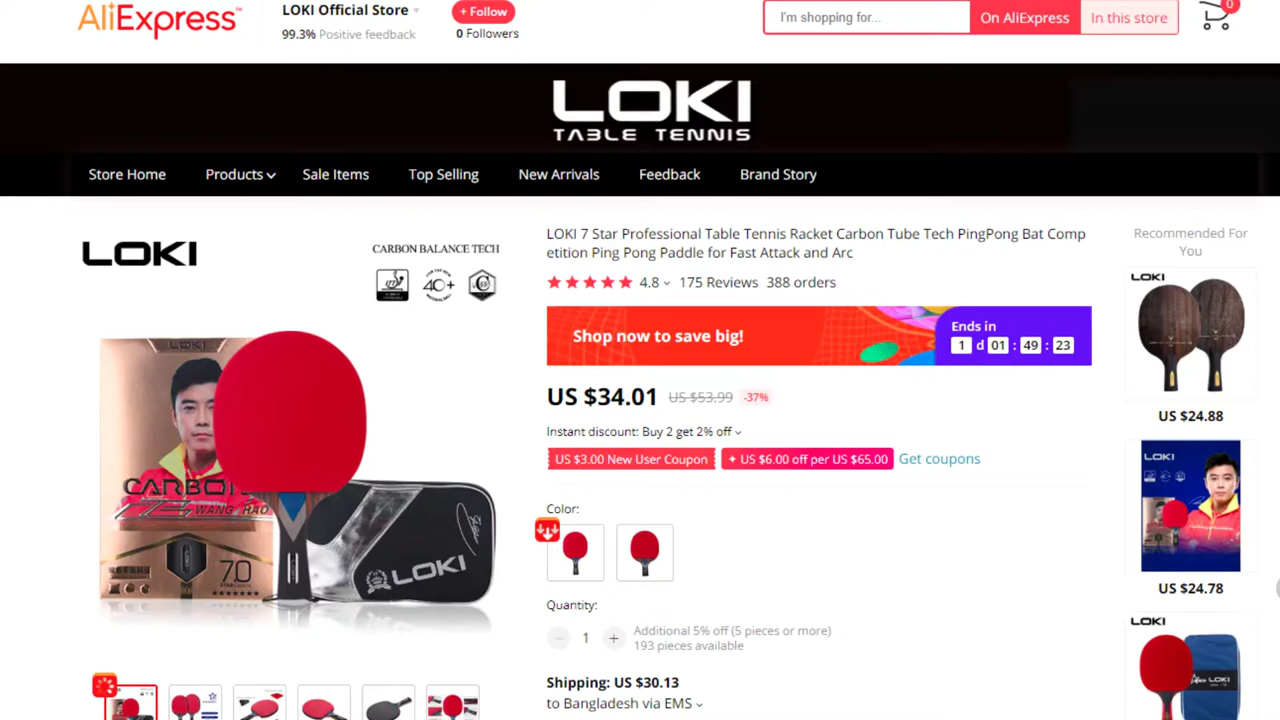 AliExpress™
LOKI Official Store
+ Follow
I'm shopping for...
On AliExpress
In this store
0
99.3% Positive feedback
0 Followers
LOKI
TABLE TENNIS
Store Home
Products
Sale Items
Top Selling
New Arrivals
Feedback
Brand Story
LOKI
CARBON BALANCE TECH
40+
LOKI
CARBON
WANG HAO
7.0
LOKI
LOKI 7 Star Professional Table Tennis Racket Carbon Tube Tech PingPong Bat Comp
etition Ping Pong Paddle for Fast Attack and Arc
4.8
175 Reviews
388 orders
Shop now to save big!
Ends in
1 d 01 : 49 : 23
US $34.01
US $53.99
-37%
Instant discount: Buy 2 get 2% off
US $3.00 New User Coupon
✦ US $6.00 off per US $65.00
Get coupons
Color:
Quantity:
− 1 +
Additional 5% off (5 pieces or more)
193 pieces available
Shipping: US $30.13
to Bangladesh via EMS
Recommended For
You
LOKI
US $24.88
LOKI
US $24.78
LOKI
LOKI